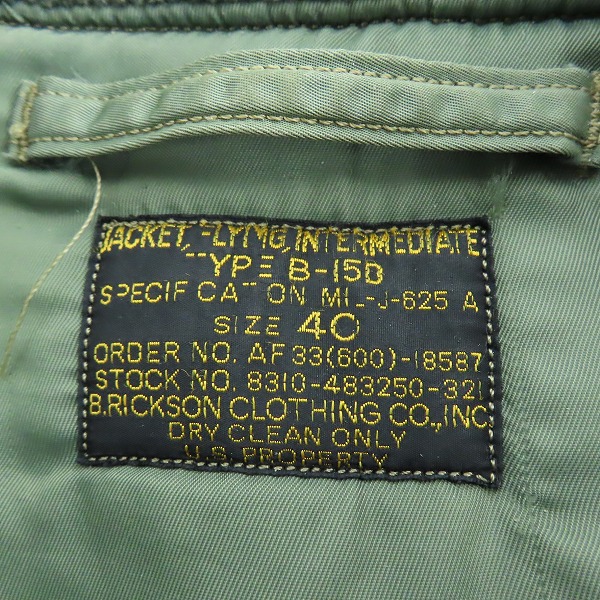 JACKET, FLYING, INTERMEDIATE
TYPE B-15D
SPECIFICATION MIL-J-625 A
SIZE 40
ORDER NO. AF 33(600)-18587
STOCK NO. 8310-483250-321
B.RICKSON CLOTHING CO., INC.
DRY CLEAN ONLY
U.S. PROPERTY